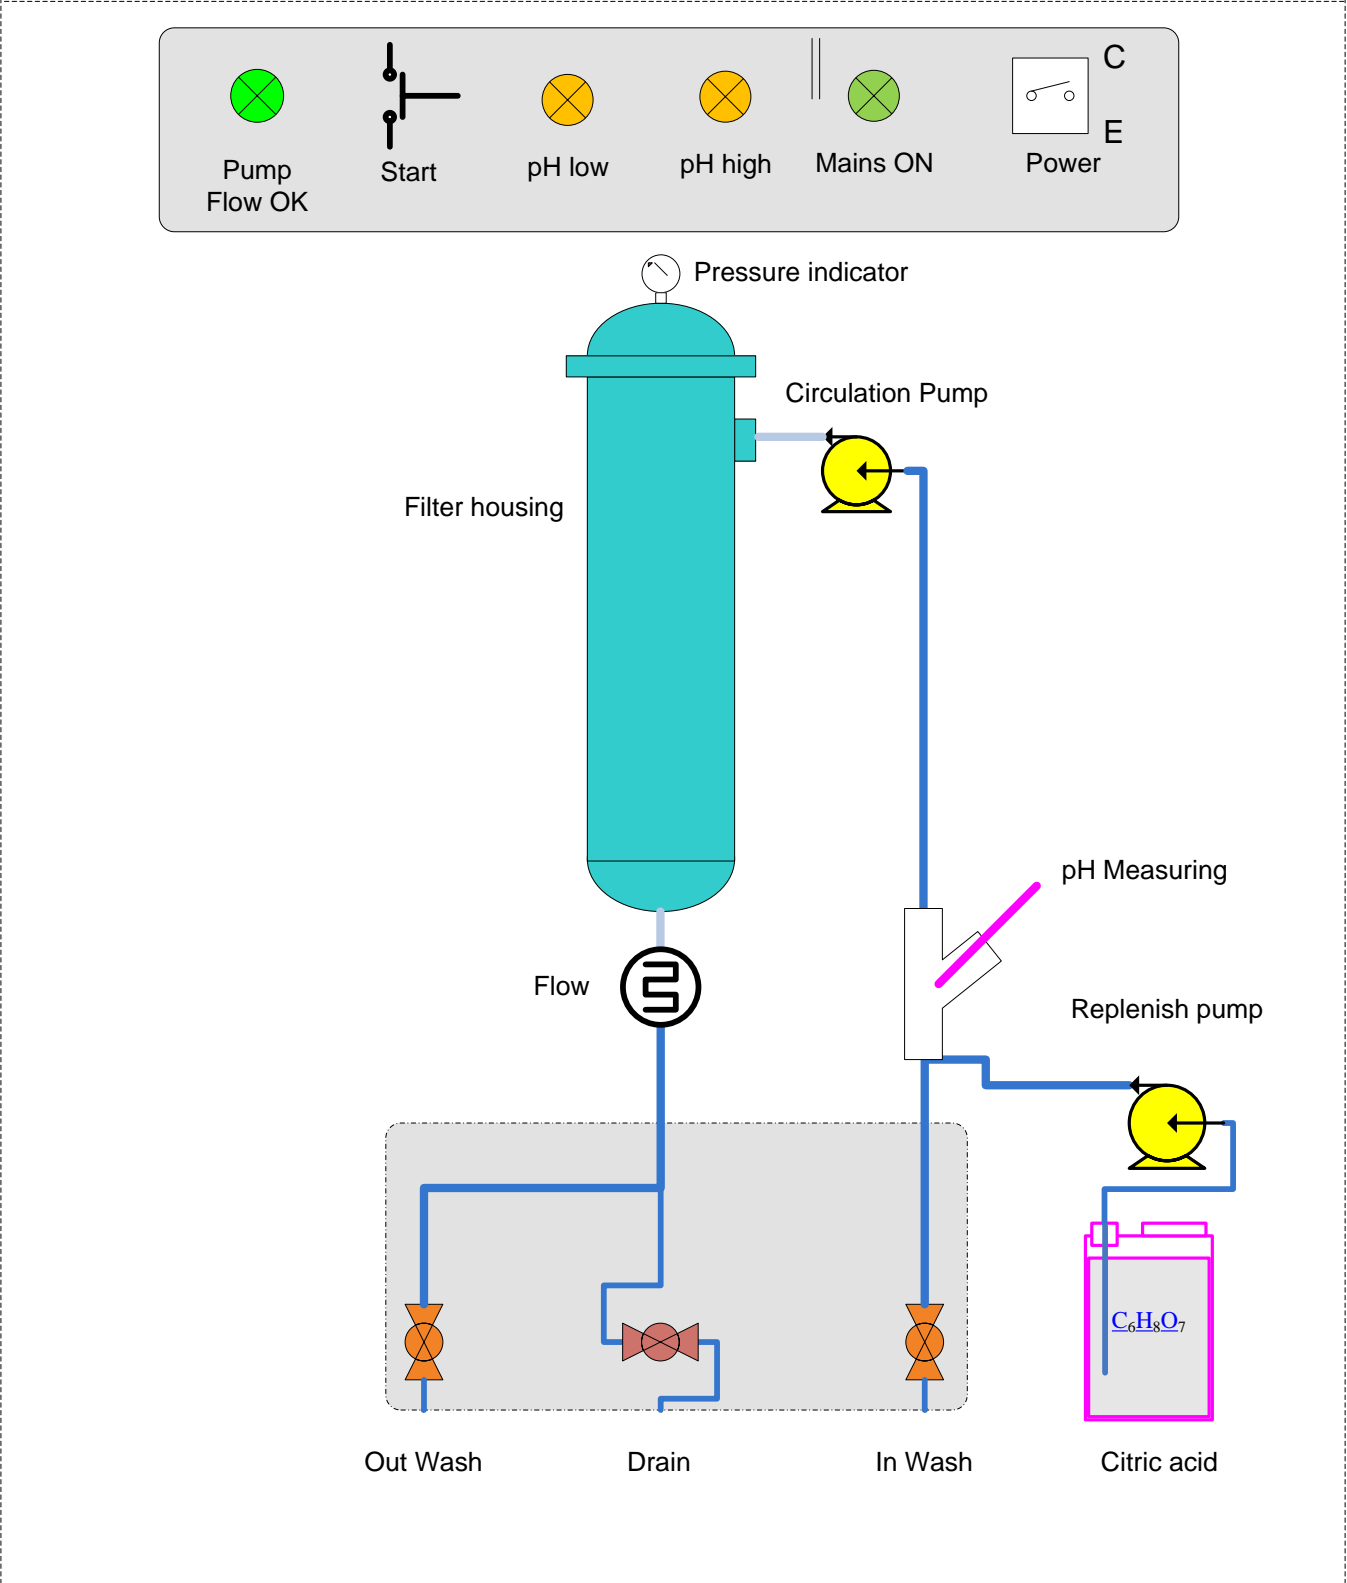 C
E
Pump
Flow OK
Start
pH low
pH high
Mains ON
Power
Pressure indicator
Circulation Pump
Filter housing
pH Measuring
Flow
Replenish pump
C₆H₈O₇
Out Wash
Drain
In Wash
Citric acid